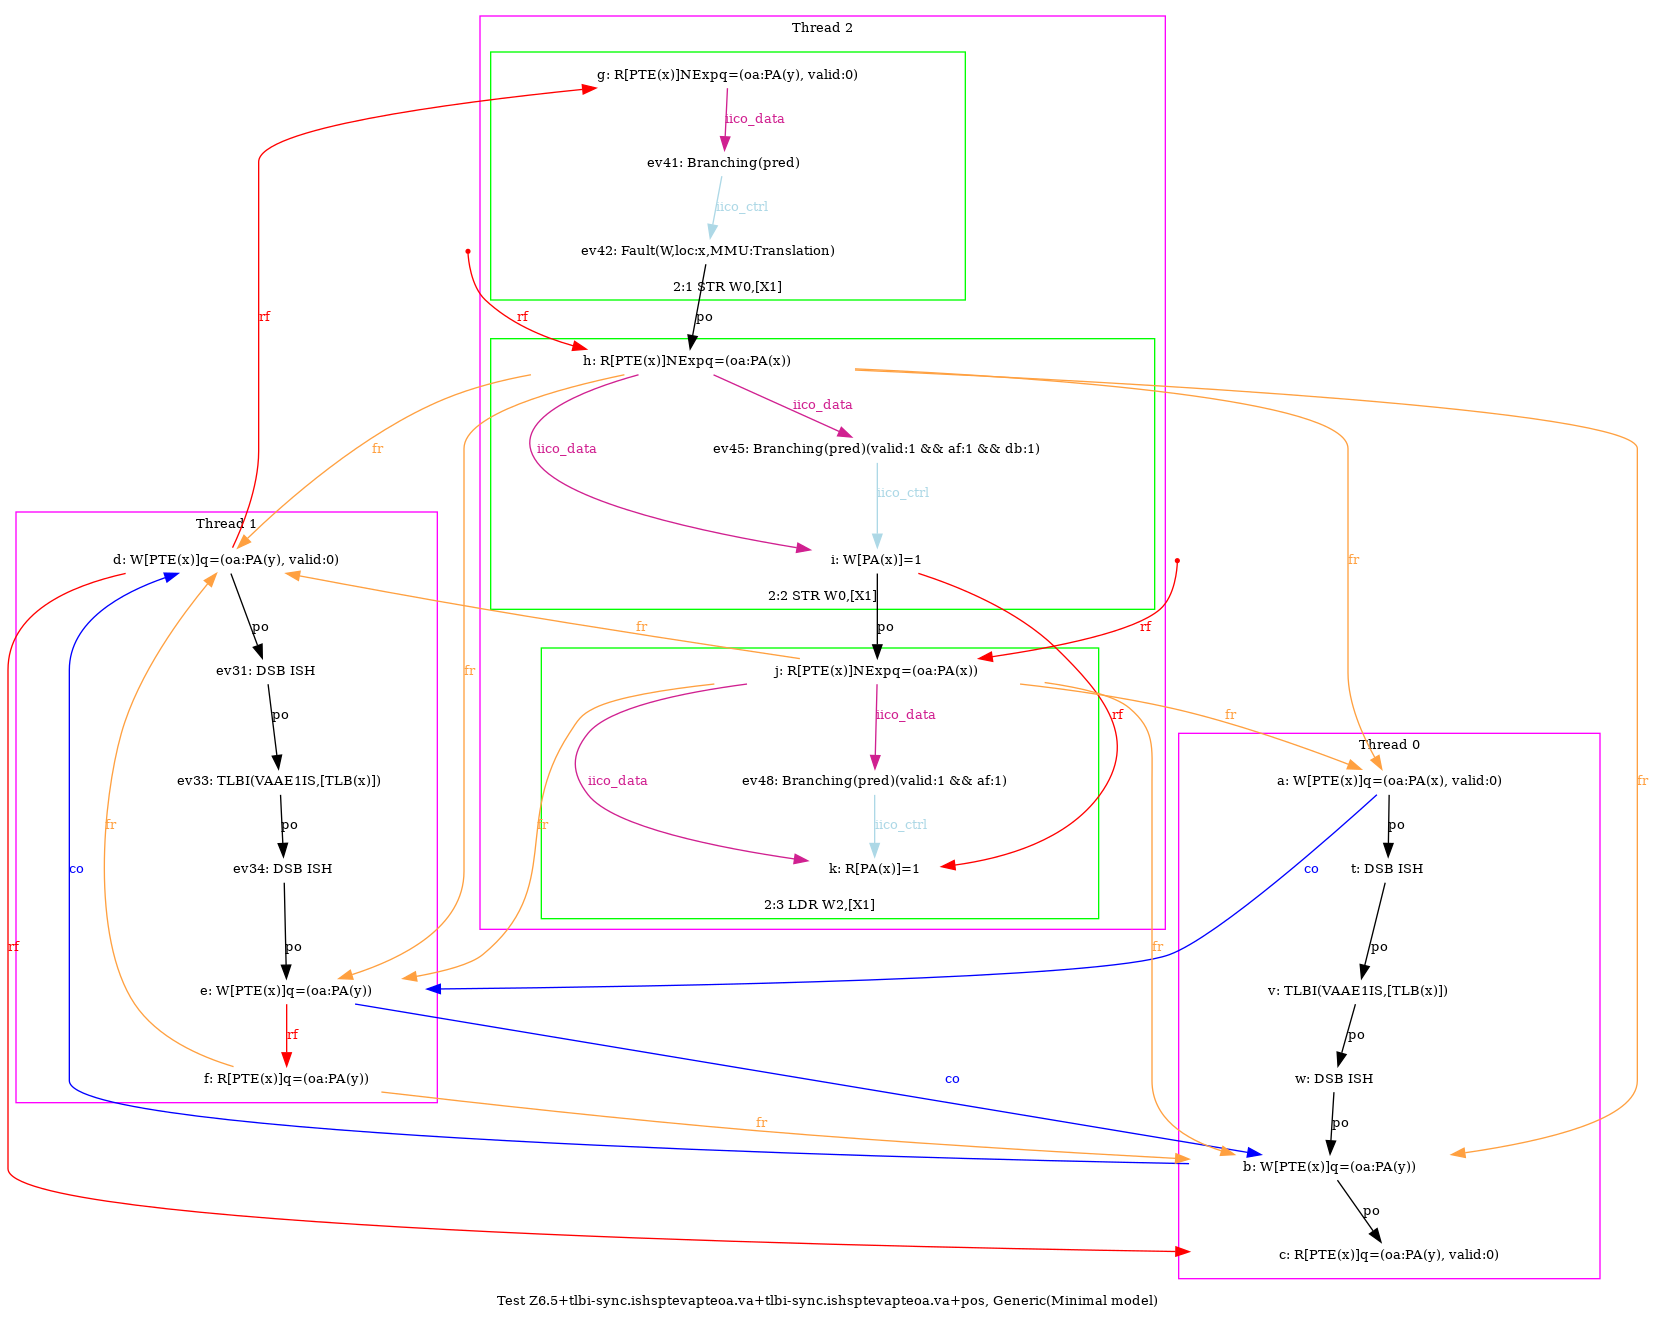 Thread 2
g: R[PTE(x)]NExpq=(oa:PA(y), valid:0)
iico_data
ev41: Branching(pred)
iico_ctrl
ev42: Fault(W,loc:x,MMU:Translation)
2:1 STR W0,[X1]
rf
rf
po
h: R[PTE(x)]NExpq=(oa:PA(x))
iico_data
fr
iico_data
ev45: Branching(pred)(valid:1 && af:1 && db:1)
iico_ctrl
fr
Thread 1
d: W[PTE(x)]q=(oa:PA(y), valid:0)
i: W[PA(x)]=1
2:2 STR W0,[X1]
po
fr
po
rf
ev31: DSB ISH
fr
j: R[PTE(x)]NExpq=(oa:PA(x))
po
iico_data
rf
fr
Thread 0
ev33: TLBI(VAAE1IS,[TLB(x)])
iico_data
ev48: Branching(pred)(valid:1 && af:1)
a: W[PTE(x)]q=(oa:PA(x), valid:0)
fr
fr
po
fr
iico_ctrl
po
co
ev34: DSB ISH
k: R[PA(x)]=1
co
t: DSB ISH
2:3 LDR W2,[X1]
rf
po
fr
po
e: W[PTE(x)]q=(oa:PA(y))
v: TLBI(VAAE1IS,[TLB(x)])
rf
po
f: R[PTE(x)]q=(oa:PA(y))
co
w: DSB ISH
fr
po
b: W[PTE(x)]q=(oa:PA(y))
po
c: R[PTE(x)]q=(oa:PA(y), valid:0)
Test Z6.5+tlbi-sync.ishsptevapteoa.va+tlbi-sync.ishsptevapteoa.va+pos, Generic(Minimal model)